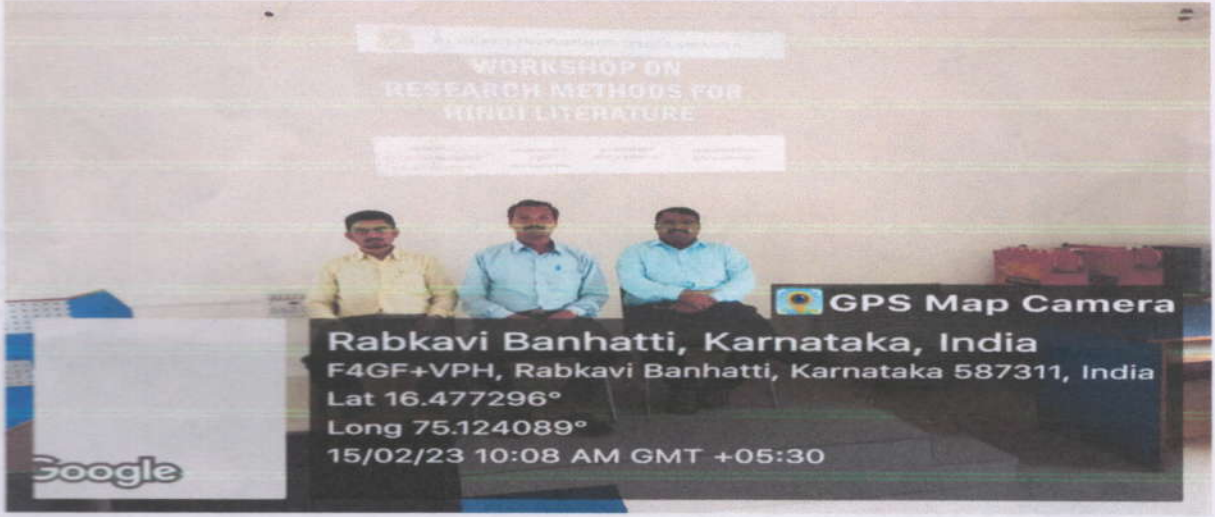 WORKSHOP ON
RESEARCH METHODS FOR
HINDI LITERATURE
GPS Map Camera
Rabkavi Banhatti, Karnataka, India
F4GF+VPH, Rabkavi Banhatti, Karnataka 587311, India
Lat 16.477296°
Long 75.124089°
15/02/23 10:08 AM GMT +05:30
Google